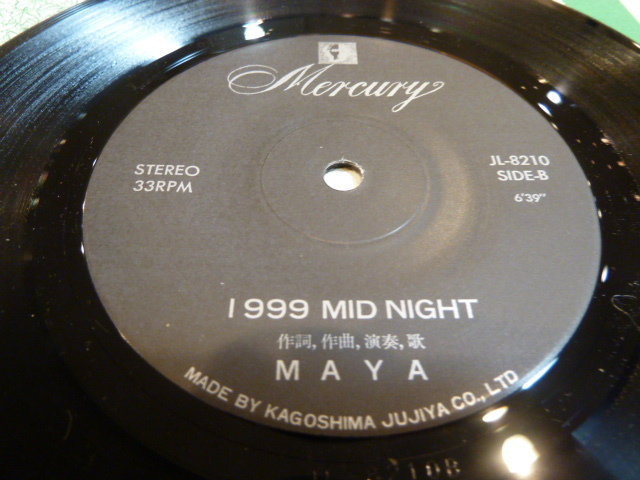 Mercury
STEREO
33RPM
JL-8210
SIDE-B
6'39"
1999 MID NIGHT
作詞,作曲,演奏,歌
MAYA
MADE BY KAGOSHIMA JUJIYA CO., LTD